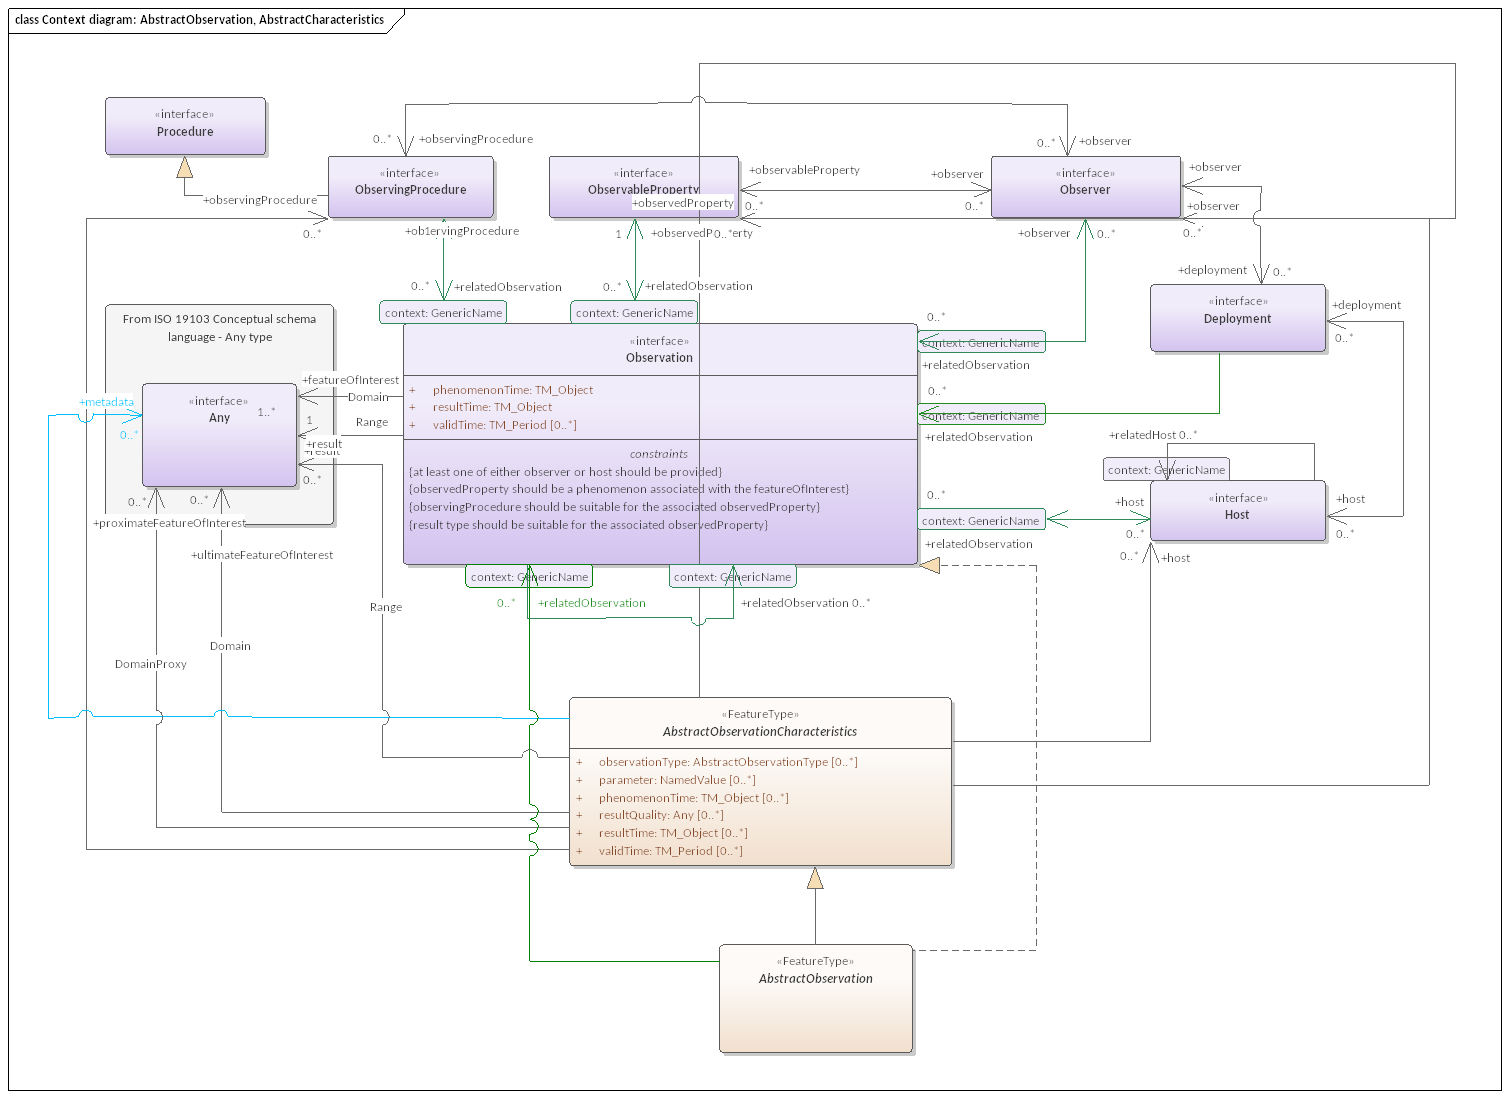 class Context diagram: AbstractObservation, AbstractCharacteristics
«interface»
Procedure
0..*
+observingProcedure
0..*
+observer
«interface»
ObservingProcedure
«interface»
ObservableProperty
+observedProperty
+observableProperty
0..*
+observer
0..*
«interface»
Observer
+observer
+observer
0..*
+observingProcedure
0..*
+ob1ervingProcedure
1
+observedP0..*erty
+observer
0..*
+deployment
0..*
0..*
+relatedObservation
0..*
+relatedObservation
«interface»
Deployment
+deployment
0..*
context: GenericName
context: GenericName
From ISO 19103 Conceptual schema
language - Any type
«interface»
Any
1..*
+metadata
0..*
+featureOfInterest
Domain
1
Range
+result
+result
0..*
0..*
0..*
+proximateFeatureOfInterest
+ultimateFeatureOfInterest
«interface»
Observation
+ phenomenonTime: TM_Object
+ resultTime: TM_Object
+ validTime: TM_Period [0..*]
constraints
{at least one of either observer or host should be provided}
{observedProperty should be a phenomenon associated with the featureOfInterest}
{observingProcedure should be suitable for the associated observedProperty}
{result type should be suitable for the associated observedProperty}
0..*
context: GenericName
+relatedObservation
0..*
context: GenericName
+relatedObservation
0..*
context: GenericName
+relatedObservation
+relatedHost 0..*
context: GenericName
«interface»
Host
+host
0..*
+host
0..*
0..*
+host
context: GenericName
context: GenericName
0..*
+relatedObservation
+relatedObservation 0..*
Range
Domain
DomainProxy
«FeatureType»
AbstractObservationCharacteristics
+ observationType: AbstractObservationType [0..*]
+ parameter: NamedValue [0..*]
+ phenomenonTime: TM_Object [0..*]
+ resultQuality: Any [0..*]
+ resultTime: TM_Object [0..*]
+ validTime: TM_Period [0..*]
«FeatureType»
AbstractObservation